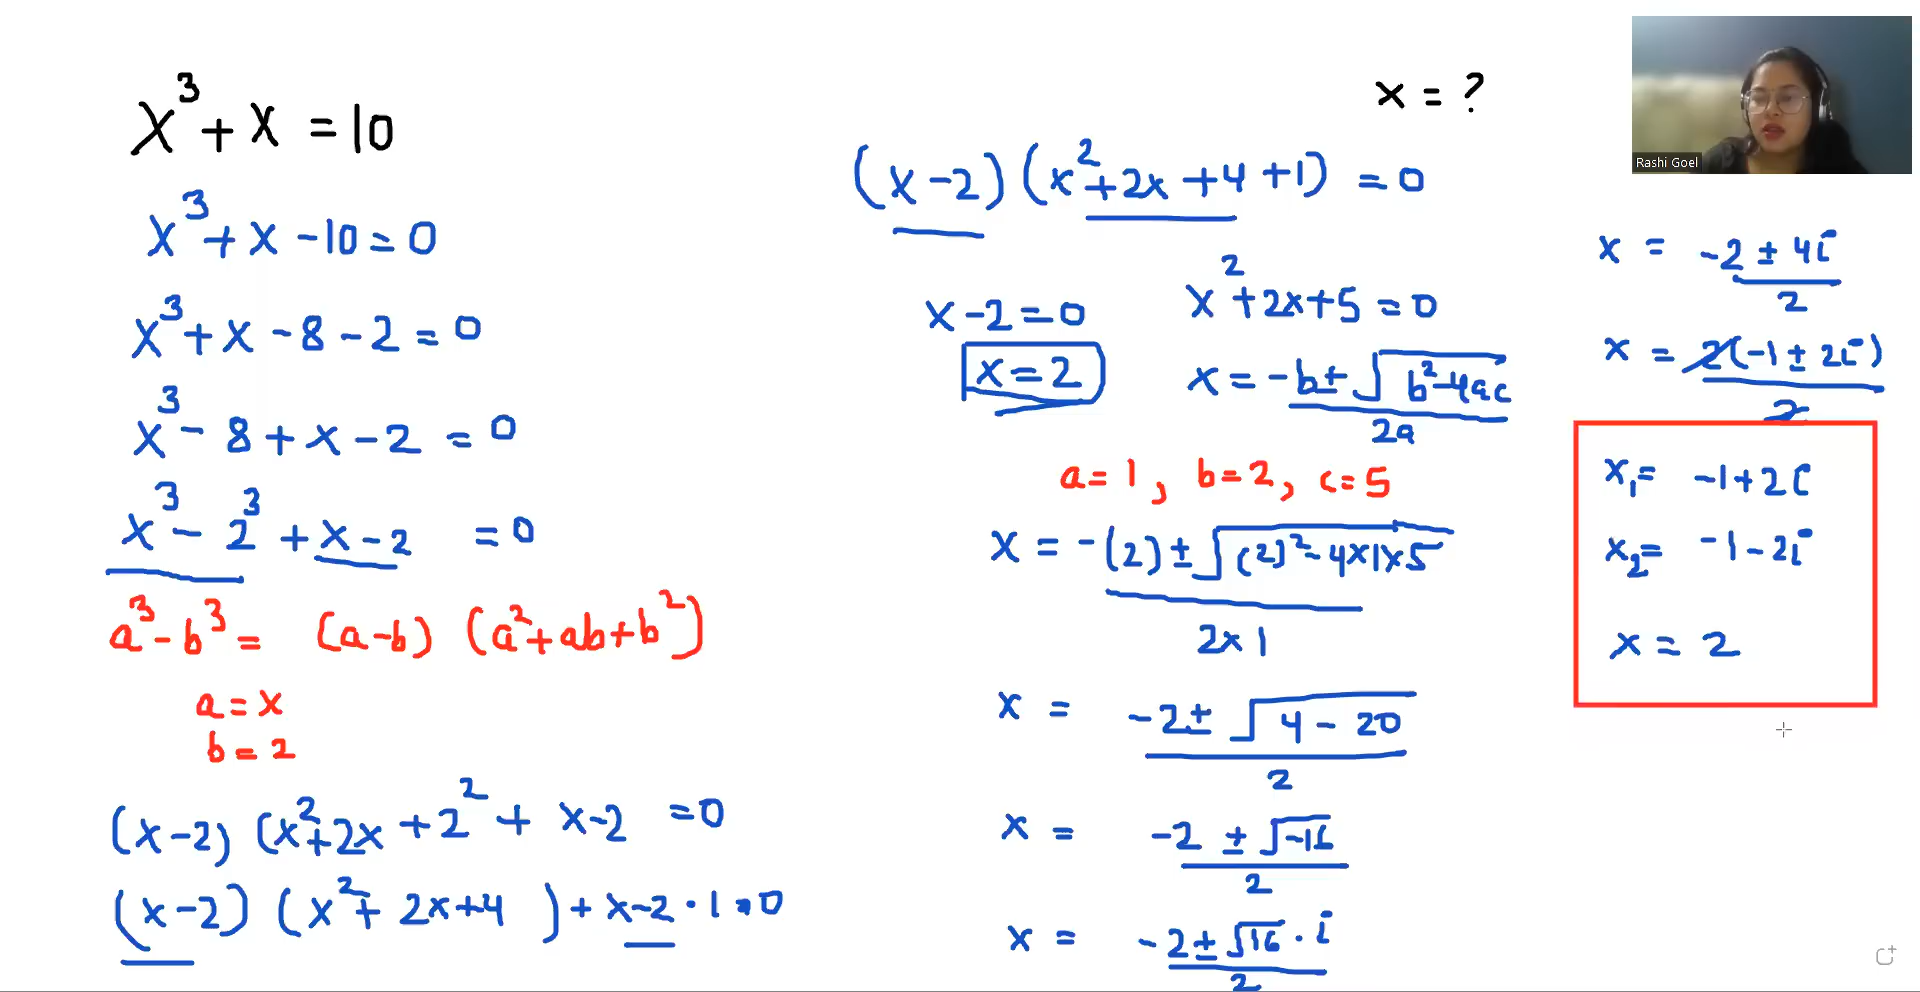 x³ + x = 10
x³ + x - 10 = 0
x³ + x - 8 - 2 = 0
x³ - 8 + x - 2 = 0
x³ - 2³ + x - 2 = 0
a³ - b³ = (a-b) (a² + ab + b²)
a = x
b = 2
(x-2) (x² + 2x + 2² + x-2 = 0
(x-2) (x² + 2x+4 ) + x-2 · 1 = 0
x = ?
(x-2) (x² + 2x + 4 + 1) = 0
x - 2 = 0
x = 2
x² + 2x + 5 = 0
x = -b ± √b² - 4ac / 2a
a = 1, b = 2, c = 5
x = -(2) ± √(2)² - 4×1×5 / 2×1
x = -2 ± √4 - 20 / 2
x = -2 ± √-16 / 2
x = -2 ± √16 · i / 2
Rashi Goel
x = -2 ± 4i / 2
x = 2(-1 ± 2i) / 2
x₁ = -1 + 2i
x₂ = -1 - 2i
x = 2